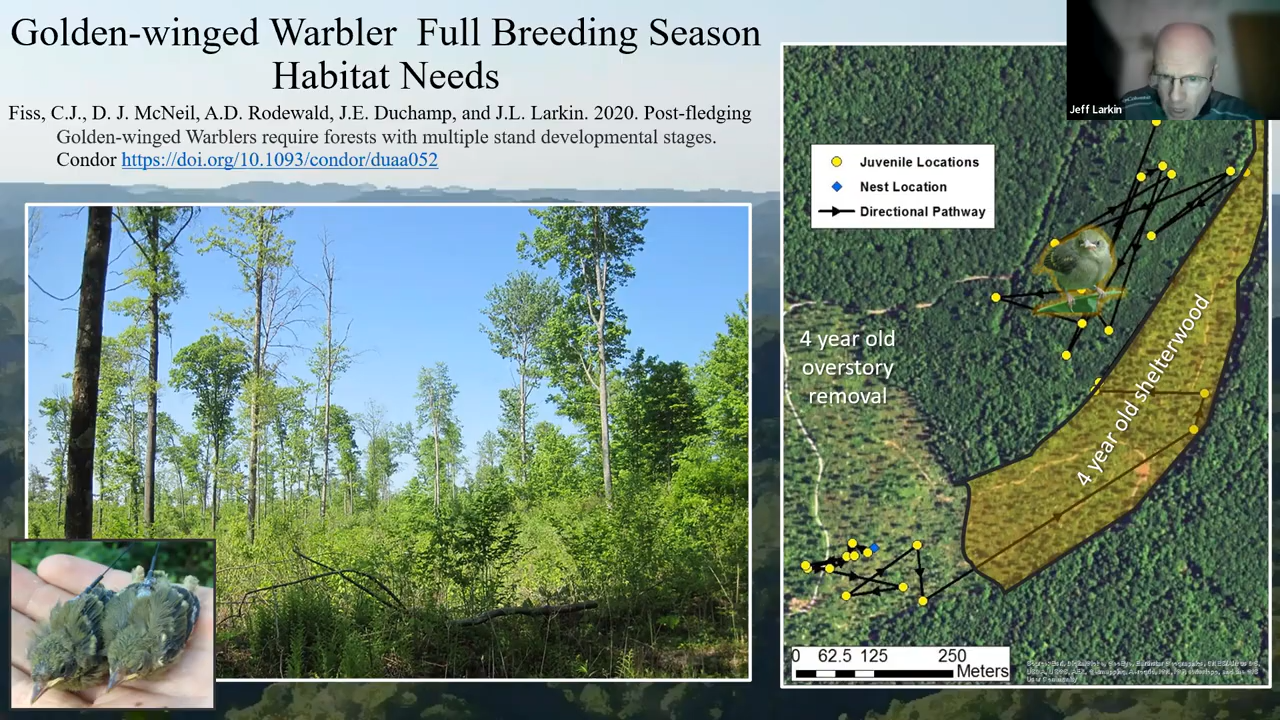 Golden-winged Warbler Full Breeding Season
Habitat Needs
Fiss, C.J., D. J. McNeil, A.D. Rodewald, J.E. Duchamp, and J.L. Larkin. 2020. Post-fledging
Golden-winged Warblers require forests with multiple stand developmental stages.
Condor https://doi.org/10.1093/condor/duaa052
Jeff Larkin
Juvenile Locations
Nest Location
Directional Pathway
4 year old
overstory
removal
4 year old shelterwood
0 62.5 125 250
Meters